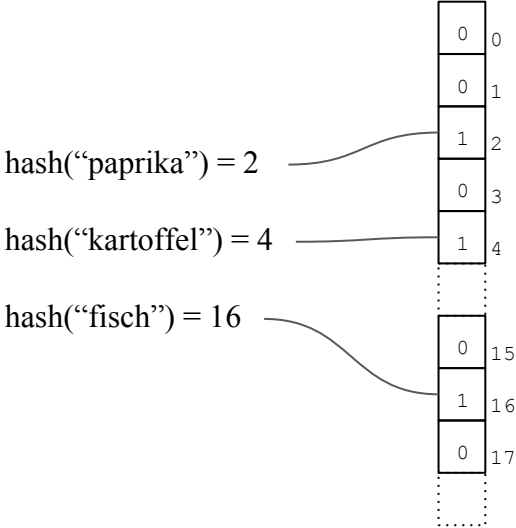 0 0
0 1
1 2
hash(“paprika”) = 2
0 3
hash(“kartoffel”) = 4
1 4
hash(“fisch”) = 16
0 15
1 16
0 17